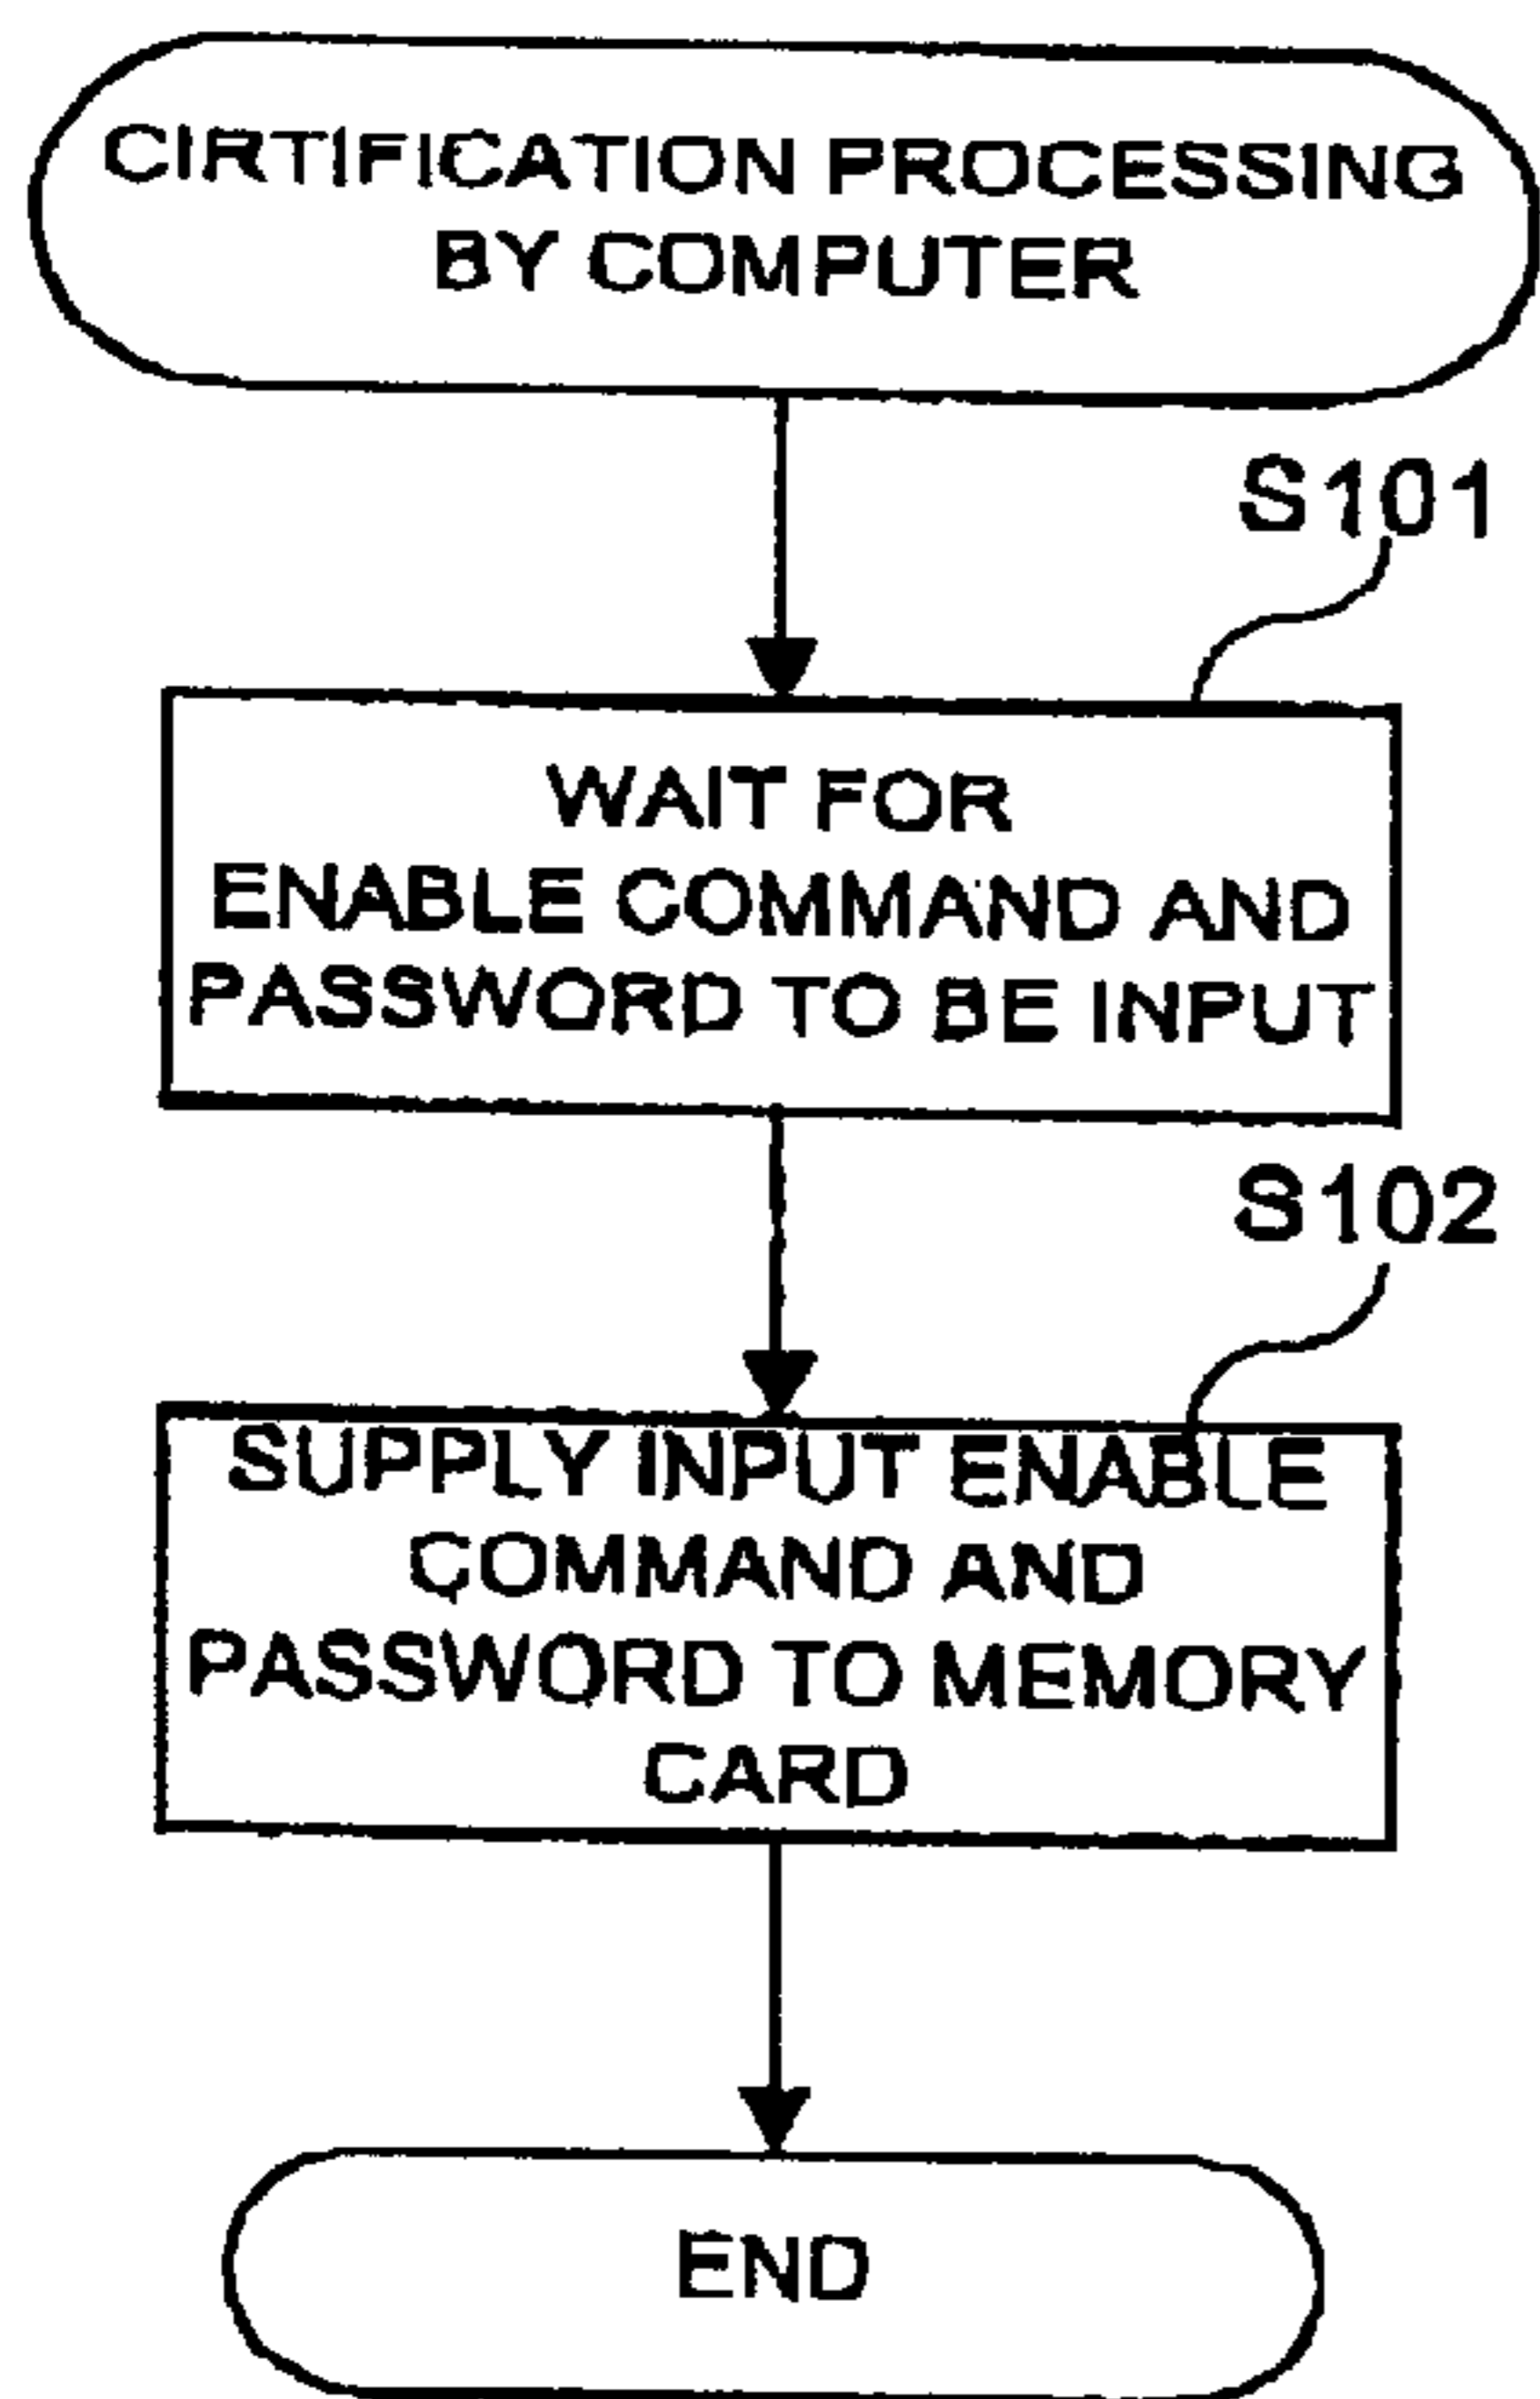 CIRTIFICATION PROCESSING
BY COMPUTER
S101
WAIT FOR
ENABLE COMMAND AND
PASSWORD TO BE INPUT
S102
SUPPLY INPUT ENABLE
COMMAND AND
PASSWORD TO MEMORY
CARD
END